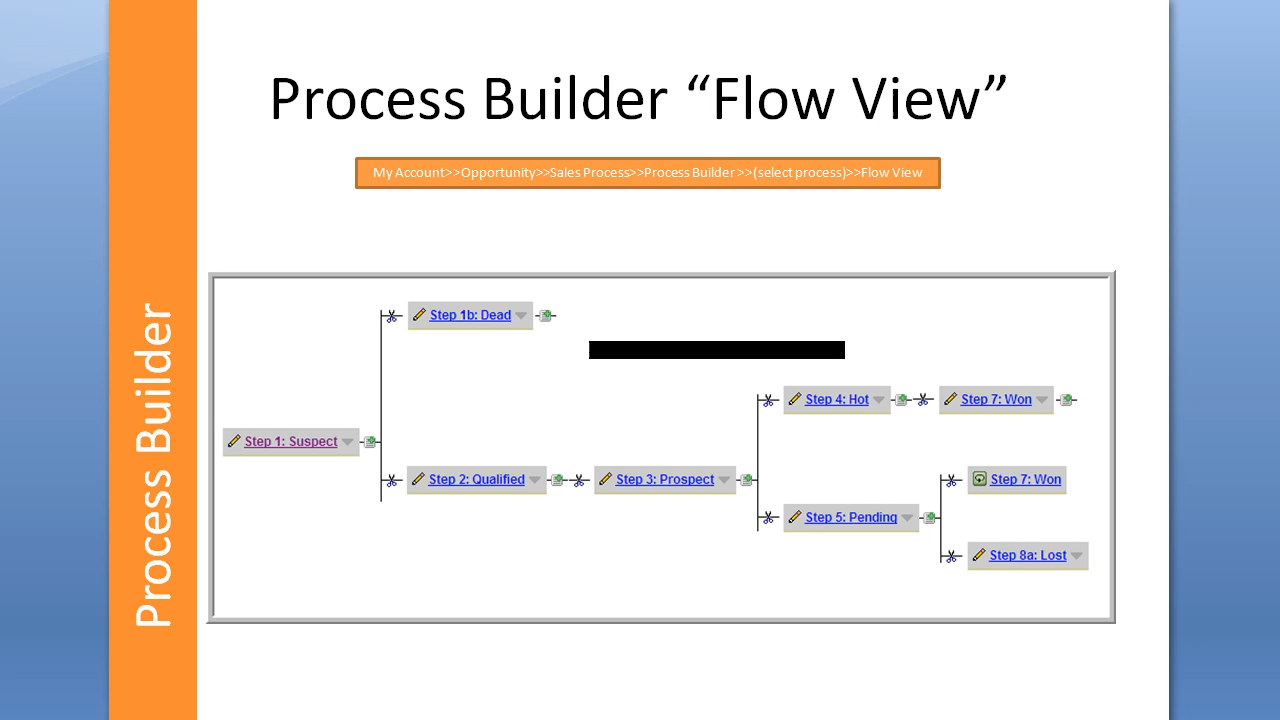 Process Builder “Flow View”
My Account>>Opportunity>>Sales Process>>Process Builder >>(select process)>>Flow View
Process Builder
Step 1b: Dead
Step 4: Hot
Step 7: Won
Step 1: Suspect
Step 2: Qualified
Step 3: Prospect
Step 7: Won
Step 5: Pending
Step 8a: Lost